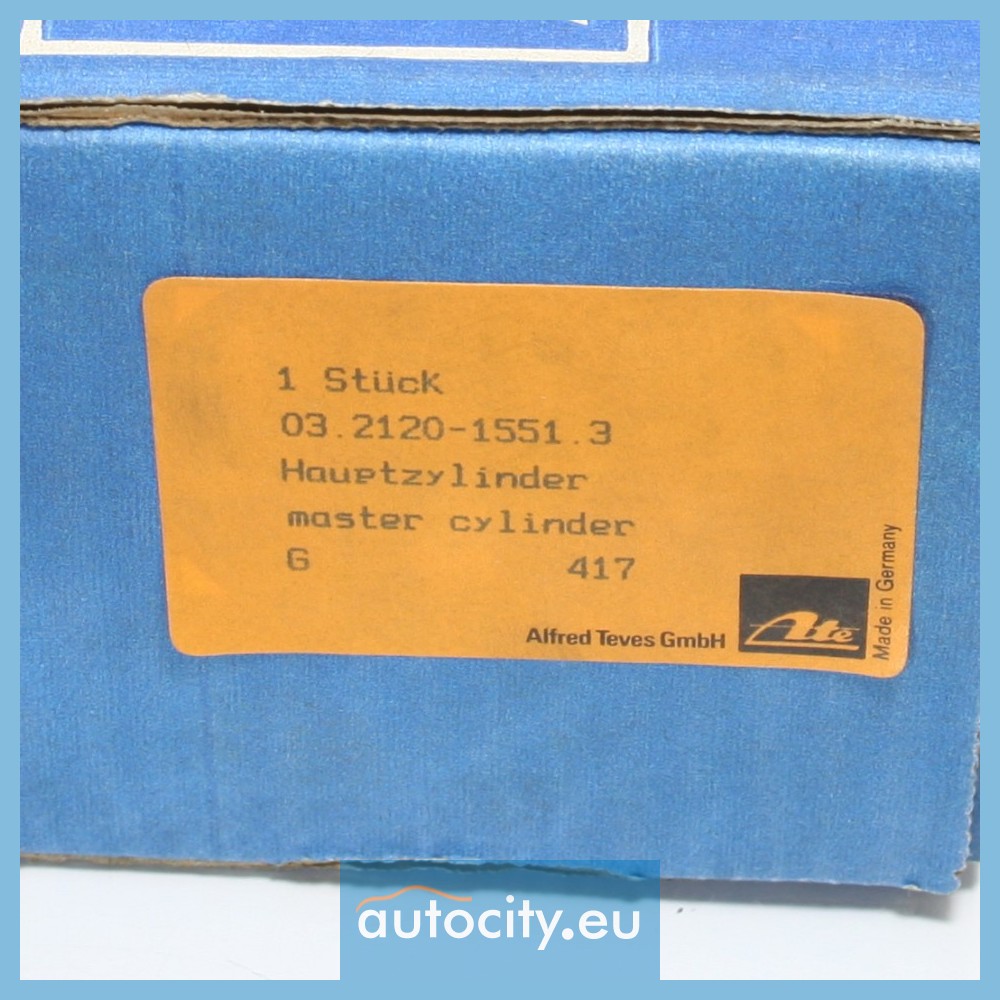 1 Stück
03.2120-1551.3
Hauptzylinder
master cylinder
G 417
Alfred Teves GmbH
Ate
Made in Germany
autocity.eu